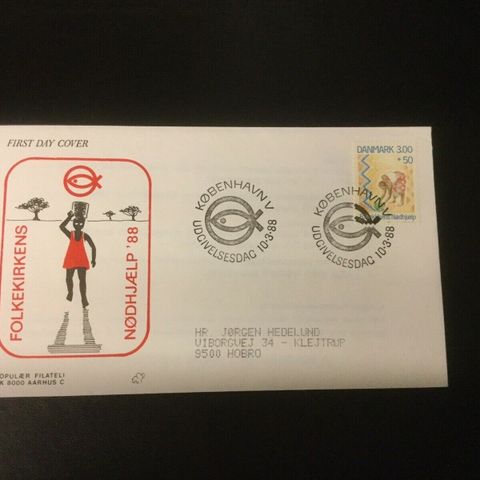 FIRST DAY COVER
FOLKEKIRKENS
NØDHJÆLP '88
KØBENHAVN V
UDGIVELSESDAG 10-3-88
KØBENHAVN V
UDGIVELSESDAG 10-3-88
DANMARK 3.00
+50
HR. JØRGEN HEDELUND
VIBORGVEJ 34 - KLEJTRUP
9500 HOBRO
OPULÆR FILATELI
K 8000 AARHUS C